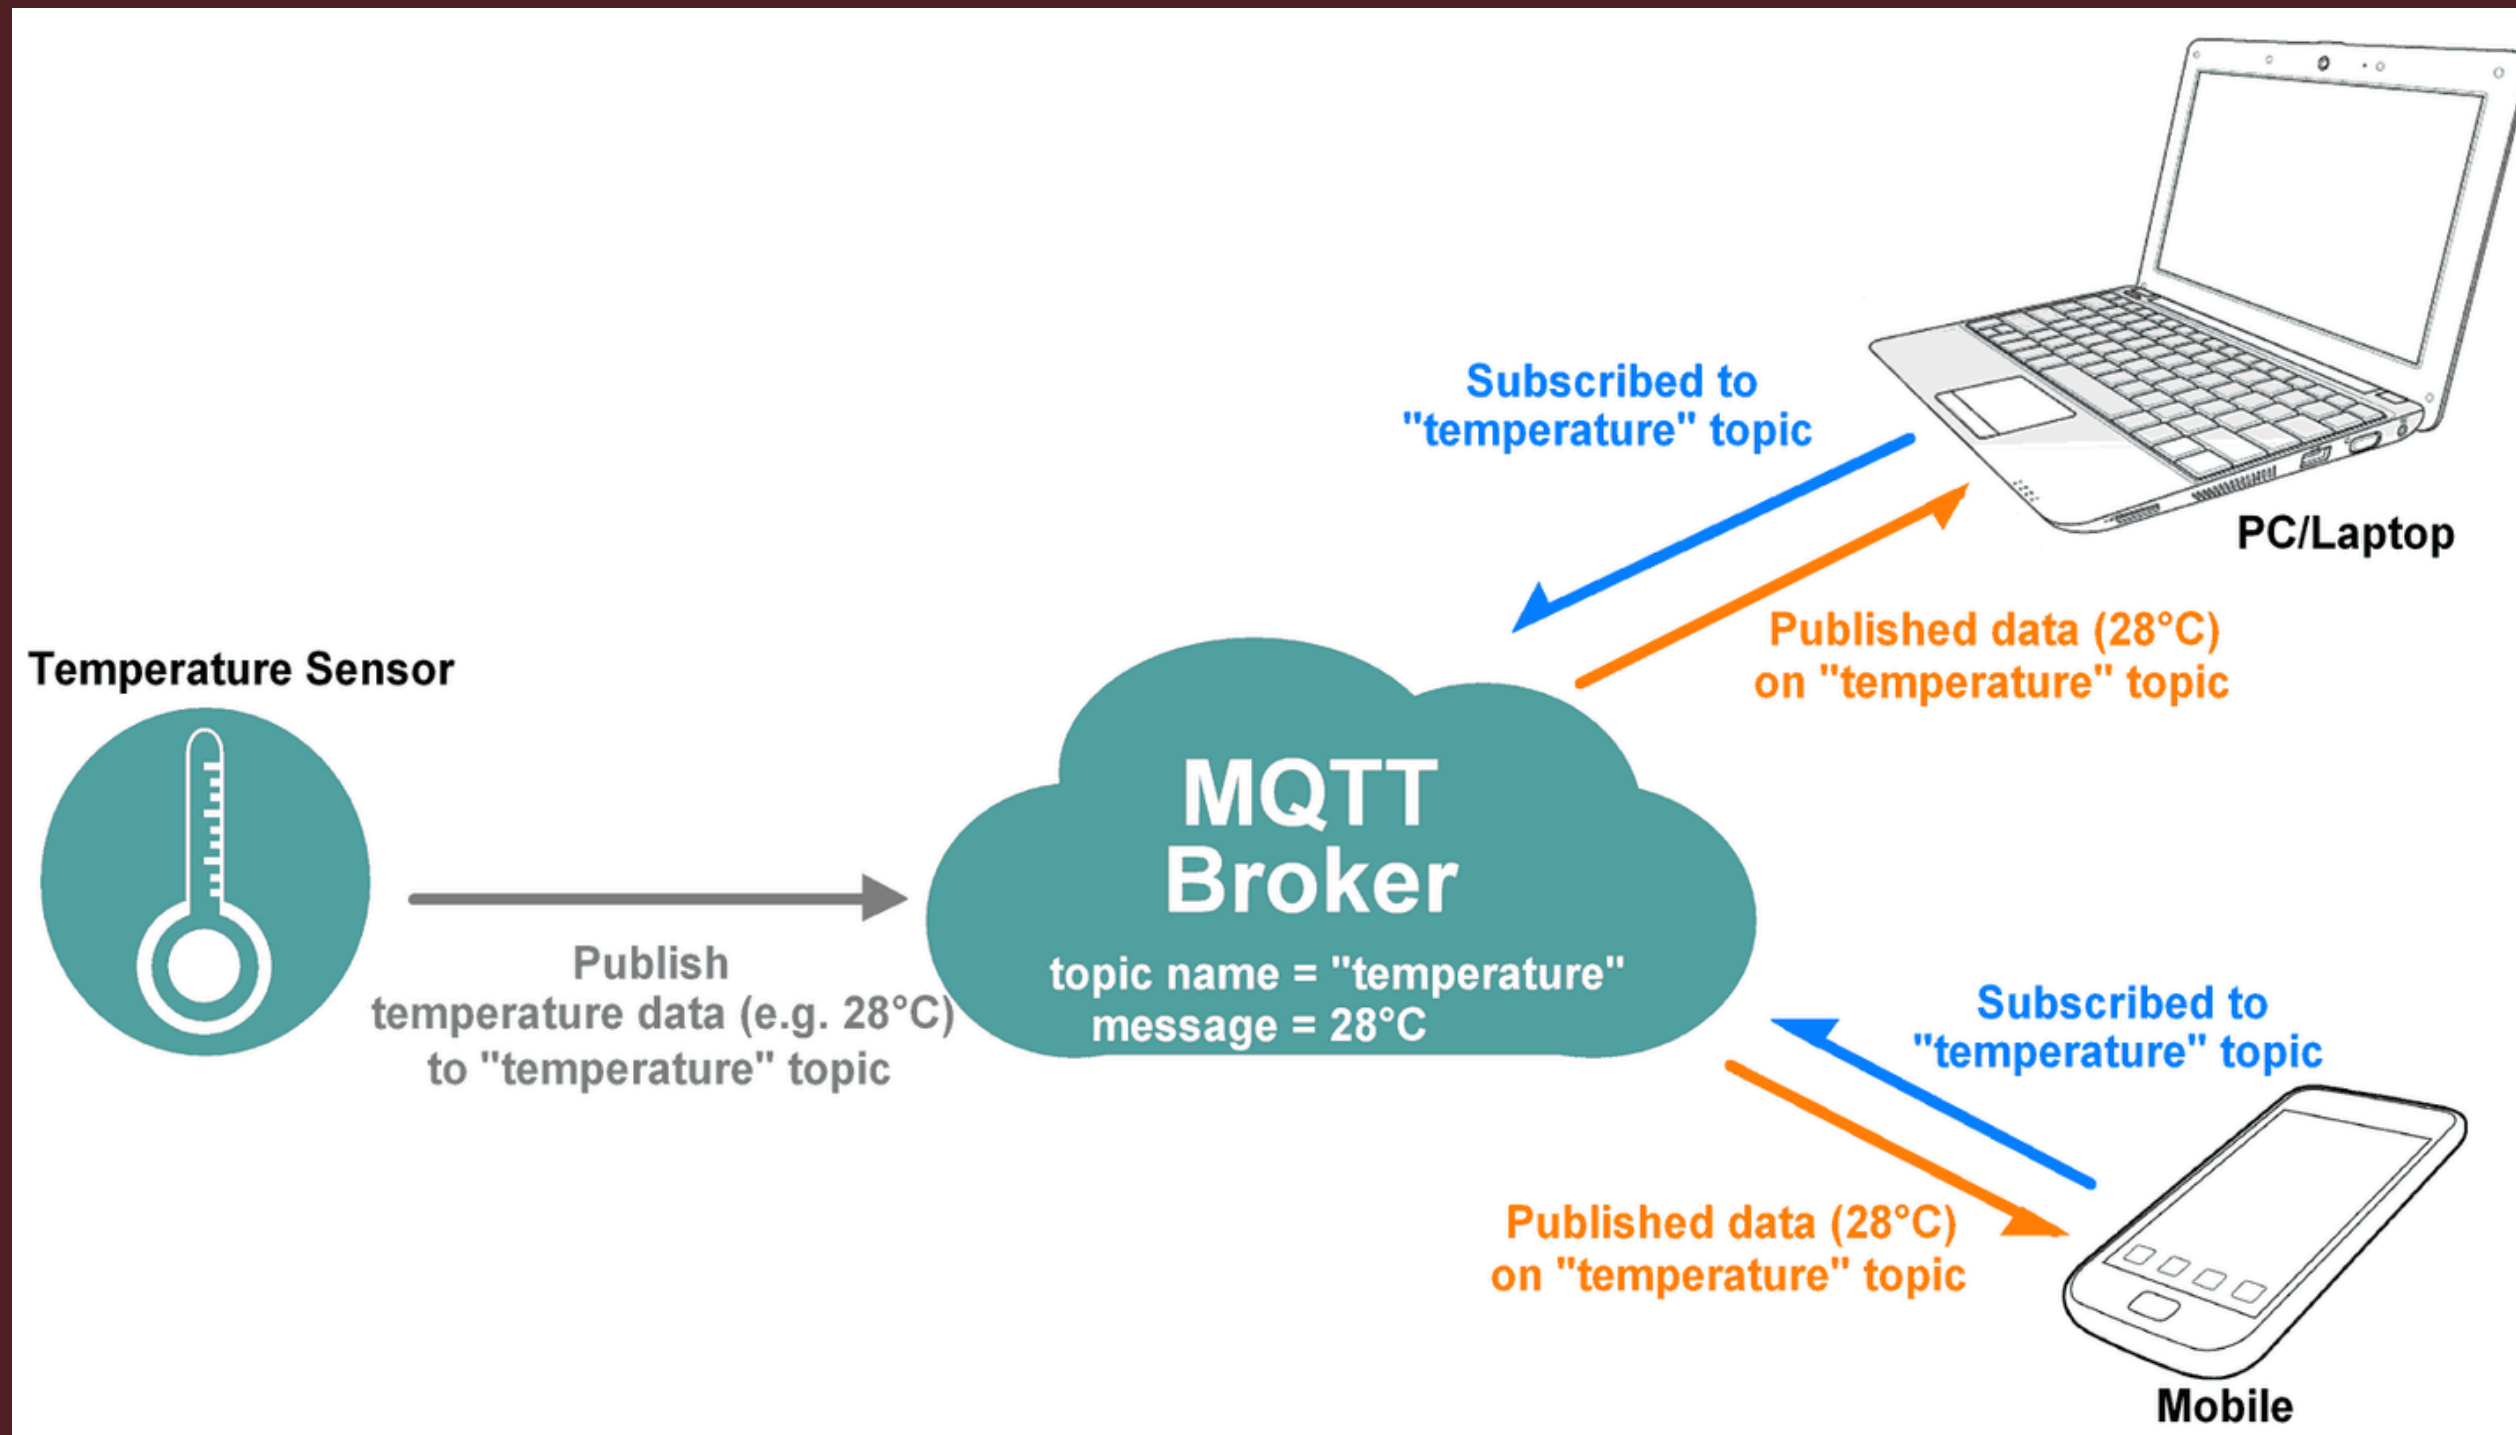 Subscribed to
"temperature" topic
PC/Laptop
Published data (28°C)
on "temperature" topic
Temperature Sensor
MQTT
Broker
topic name = "temperature"
message = 28°C
Publish
temperature data (e.g. 28°C)
to "temperature" topic
Subscribed to
"temperature" topic
Published data (28°C)
on "temperature" topic
Mobile